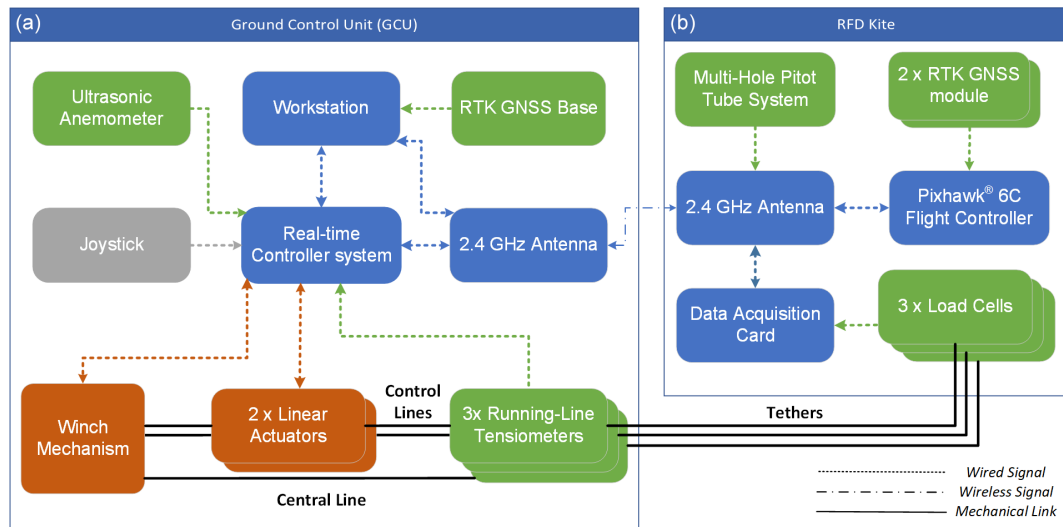 (a)
Ground Control Unit (GCU)
Ultrasonic
Anemometer
Workstation
RTK GNSS Base
Joystick
Real-time
Controller system
2.4 GHz Antenna
Winch
Mechanism
2 x Linear
Actuators
Control
Lines
3x Running-Line
Tensiometers
Central Line
(b)
RFD Kite
Multi-Hole Pitot
Tube System
2 x RTK GNSS
module
2.4 GHz Antenna
Pixhawk® 6C
Flight Controller
Data Acquisition
Card
3 x Load Cells
Tethers
Wired Signal
Wireless Signal
Mechanical Link